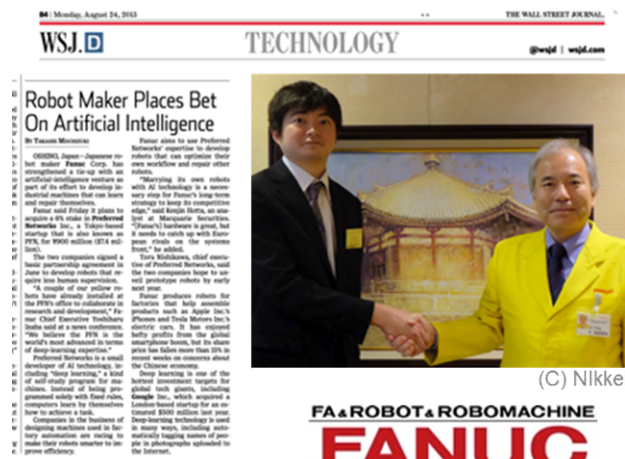 B4 | Monday, August 24, 2015
THE WALL STREET JOURNAL.
WSJ.D
TECHNOLOGY
@wsjd | wsjd.com
Robot Maker Places Bet
On Artificial Intelligence
BY TAKASHI MOCHIZUKI
OSHINO, Japan—Japanese ro-
bot maker Fanuc Corp. has
strengthened a tie-up with an
artificial-intelligence venture as
part of its effort to develop in-
dustrial machines that can learn
and repair themselves.
Fanuc said Friday it plans to
acquire a 6% stake in Preferred
Networks Inc., a Tokyo-based
startup that is also known as
PFN, for ¥900 million ($7.4 mil-
lion).
The two companies signed a
basic partnership agreement in
June to develop robots that re-
quire less human supervision.
"A couple of our yellow ro-
bots have already installed at
the PFN's office to collaborate in
research and development," Fa-
nuc Chief Executive Yoshiharu
Inaba said at a news conference.
"We believe the PFN is the
world's most advanced in terms
of deep-learning expertise."
Preferred Networks is a small
developer of AI technology, in-
cluding "deep learning," a kind
of self-study program for ma-
chines. Instead of being pro-
grammed solely with fixed rules,
computers learn by themselves
how to achieve a task.
Companies in the business of
designing machines used in fac-
tory automation are racing to
make their robots smarter to im-
prove efficiency.
Fanuc aims to use Preferred
Networks' expertise to develop
robots that can optimize their
own workflow and repair other
robots.
"Marrying its own robots
with AI technology is a neces-
sary step for Fanuc's long-term
strategy to keep its competitive
edge," said Kenjin Hotta, an ana-
lyst at Macquarie Securities.
"[Fanuc's] hardware is great, but
it needs to catch up with Euro-
pean rivals on the systems
front," he added.
Toru Nishikawa, chief execu-
tive of Preferred Networks, said
the two companies hope to un-
veil prototype robots by early
next year.
Fanuc produces robots for
factories that help assemble
products such as Apple Inc.'s
iPhones and Tesla Motors Inc.'s
electric cars. It has enjoyed
hefty profits from the global
smartphone boom, but its share
price has fallen more than 15% in
recent weeks on concerns about
the Chinese economy.
Deep learning is one of the
hottest investment targets for
global tech giants, including
Google Inc., which acquired a
London-based startup for an es-
timated $500 million last year.
Deep-learning technology is used
in many ways, including auto-
matically tagging names of peo-
ple in photographs uploaded to
the Internet.
(C) NIkke
FA&ROBOT&ROBOMACHINE
FANUC